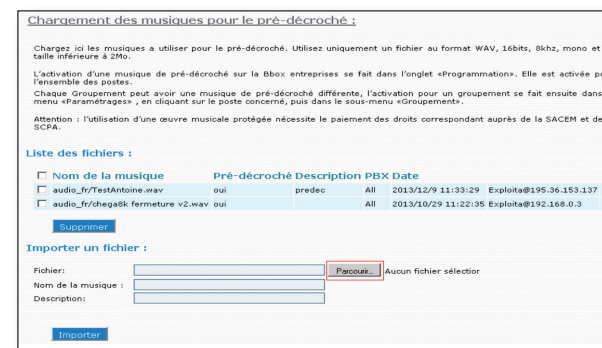 Chargement des musiques pour le pré-décroché :
Chargez ici les musiques a utiliser pour le pré-décroché. Utilisez uniquement un fichier au format WAV, 16bits, 8khz, mono et
taille inférieure à 2Mo.
L'activation d'une musique de pré-décroché sur la Bbox entreprises se fait dans l'onglet «Programmation». Elle est activée po
l'ensemble des postes.
Chaque Groupement peut avoir une musique de pré-décroché différente, l'activation pour un groupement se fait ensuite dans
menu «Paramétrages» , en cliquant sur le poste concerné, puis dans le sous-menu «Groupement».
Attention : l'utilisation d'une œuvre musicale protégée nécessite le paiement des droits correspondant auprès de la SACEM et de
SCPA.
Liste des fichiers :
Nom de la musique Pré-décroché Description PBX Date
audio_fr/TestAntoine.wav oui predec All 2013/12/9 11:33:29 Exploita@195.36.153.137
audio_fr/chega8k fermeture v2.wav oui All 2013/10/29 11:22:35 Exploita@192.168.0.3
Supprimer
Importer un fichier :
Fichier: Parcourir... Aucun fichier sélectior
Nom de la musique :
Description:
Importer